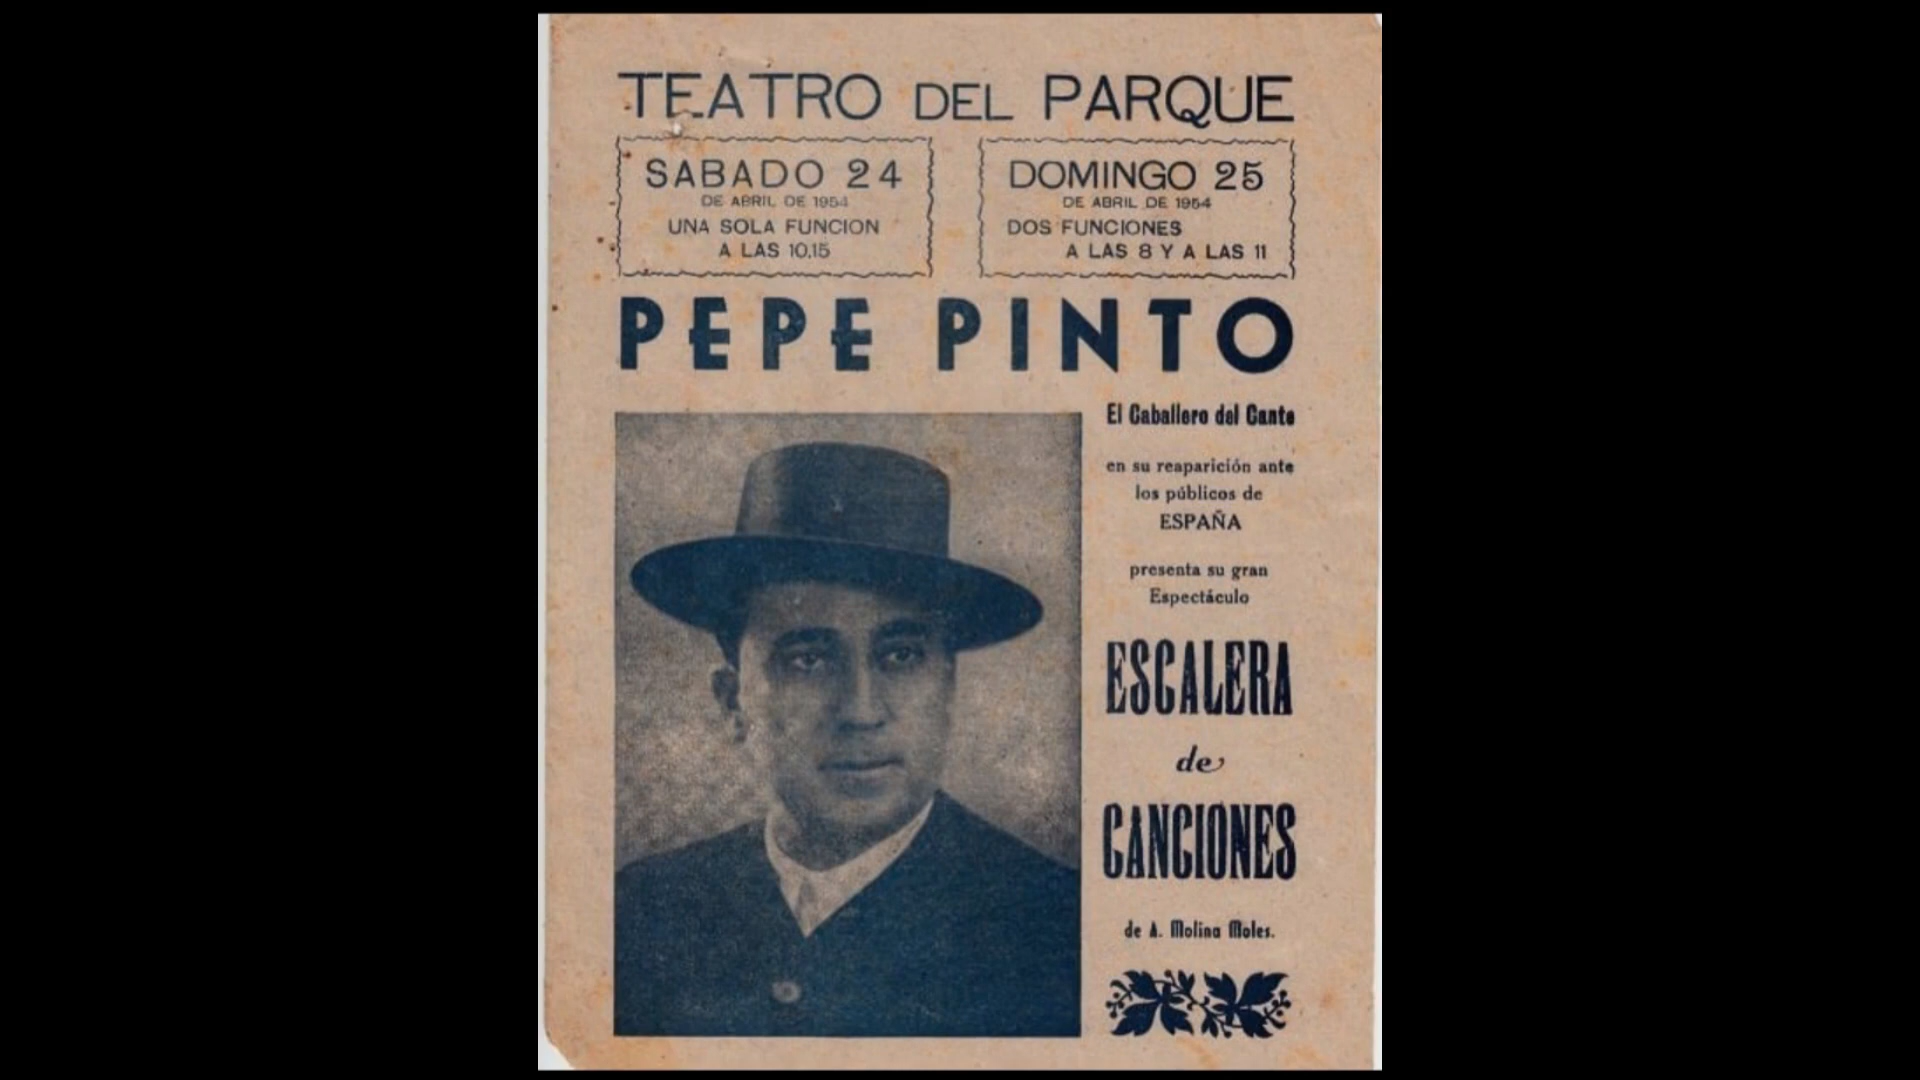 TEATRO DEL PARQUE
SABADO 24
DE ABRIL DE 1954
UNA SOLA FUNCION
A LAS 10.15
DOMINGO 25
DE ABRIL DE 1954
DOS FUNCIONES
A LAS 8 Y A LAS 11
PEPE PINTO
El Caballero del Cante
en su reaparición ante
los públicos de
ESPAÑA
presenta su gran
Espectáculo
ESCALERA
de
CANCIONES
de A. Molina Moles.